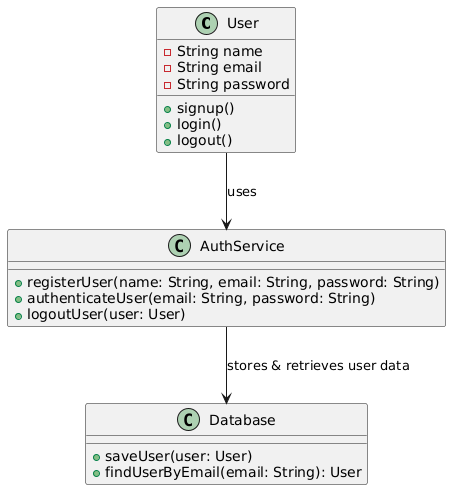 C User
String name
String email
String password
signup()
login()
logout()
uses
C AuthService
registerUser(name: String, email: String, password: String)
authenticateUser(email: String, password: String)
logoutUser(user: User)
stores & retrieves user data
C Database
saveUser(user: User)
findUserByEmail(email: String): User